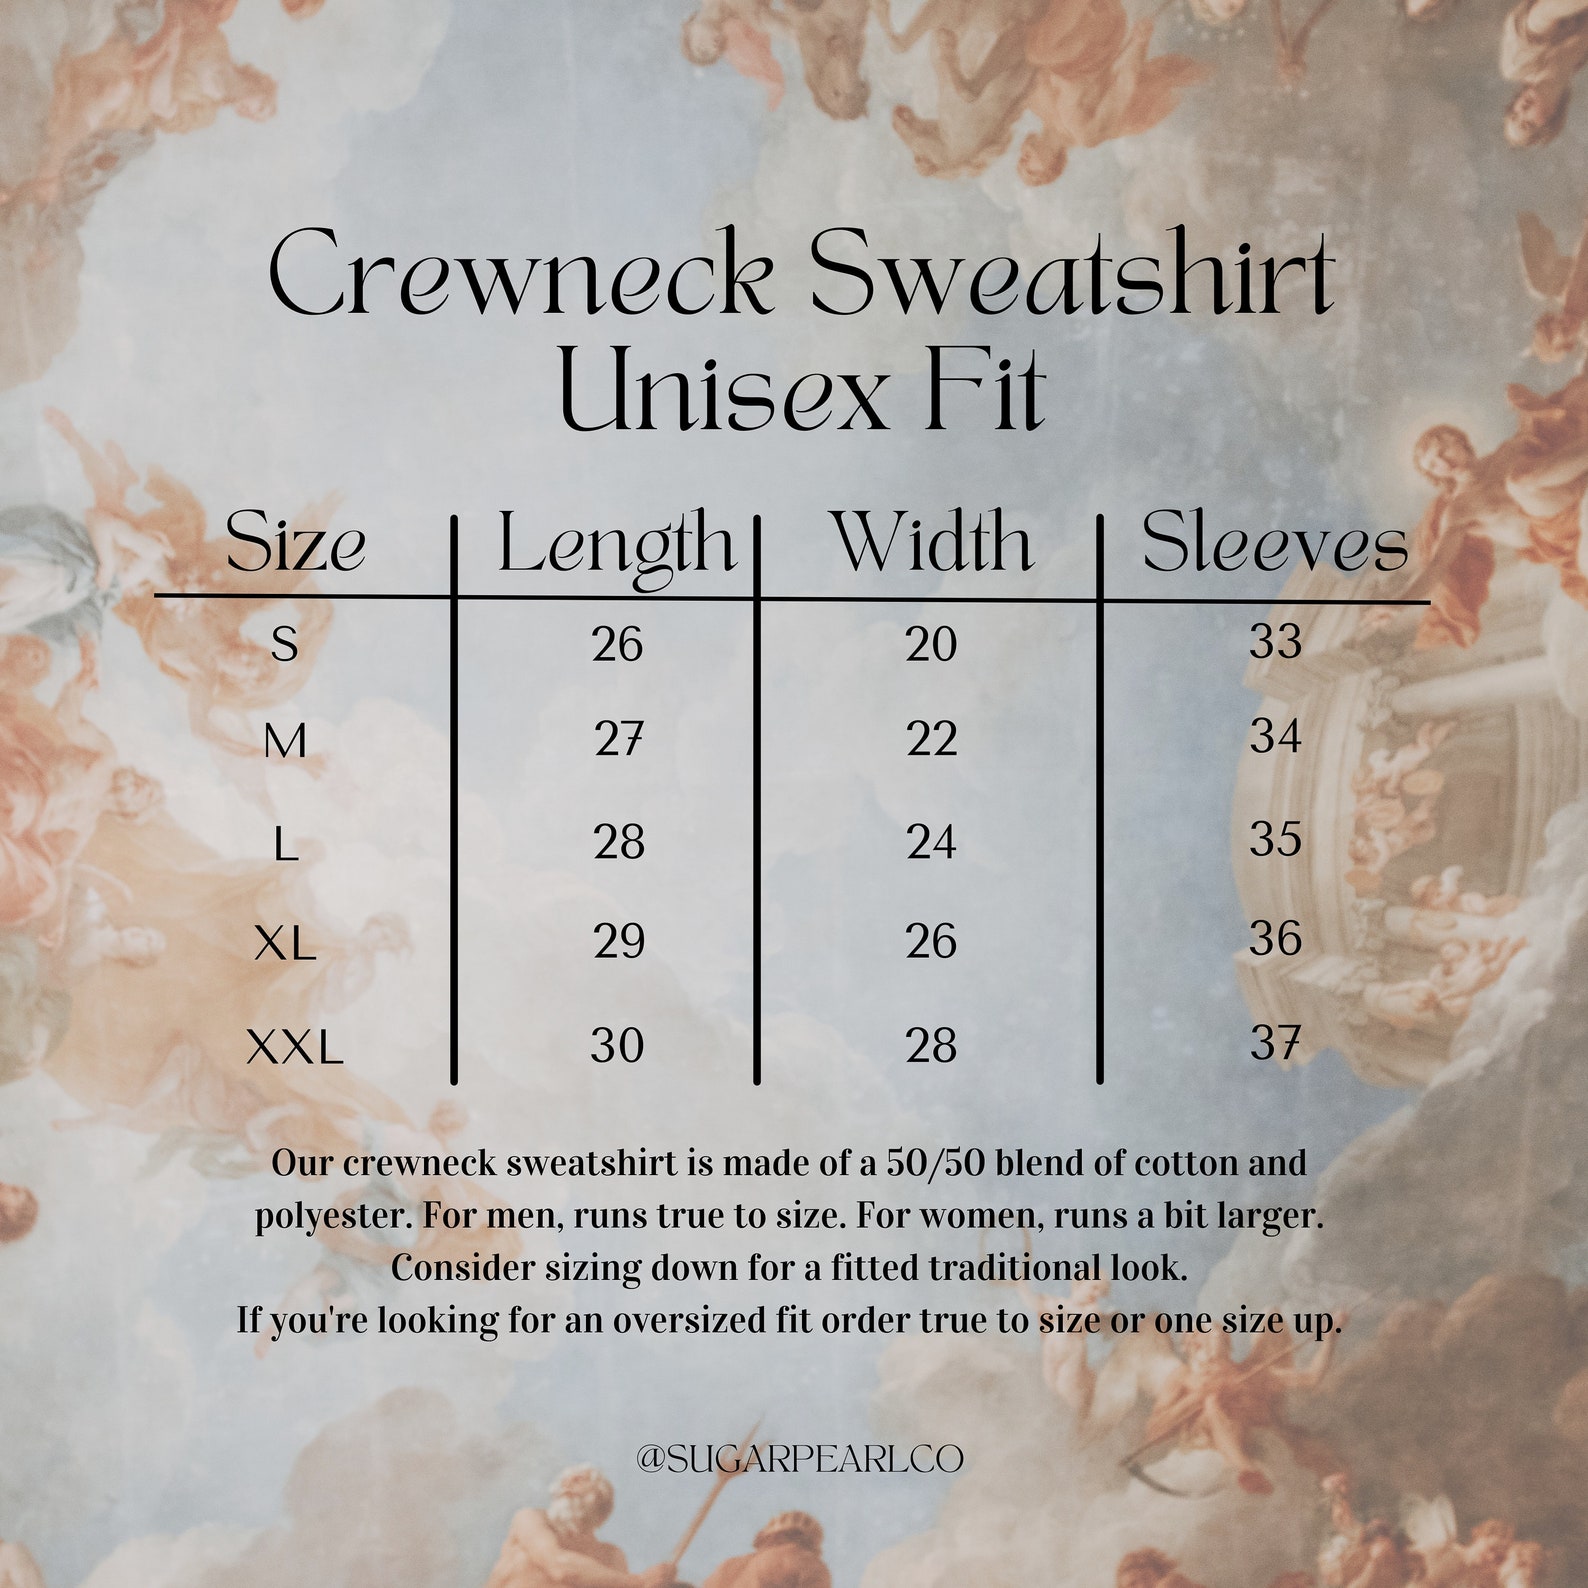 Crewneck Sweatshirt
Unisex Fit
Size Length Width Sleeves
S 26 20 33
M 27 22 34
L 28 24 35
XL 29 26 36
XXL 30 28 37
Our crewneck sweatshirt is made of a 50/50 blend of cotton and
polyester. For men, runs true to size. For women, runs a bit larger.
Consider sizing down for a fitted traditional look.
If you're looking for an oversized fit order true to size or one size up.
@SUGARPEARLCO